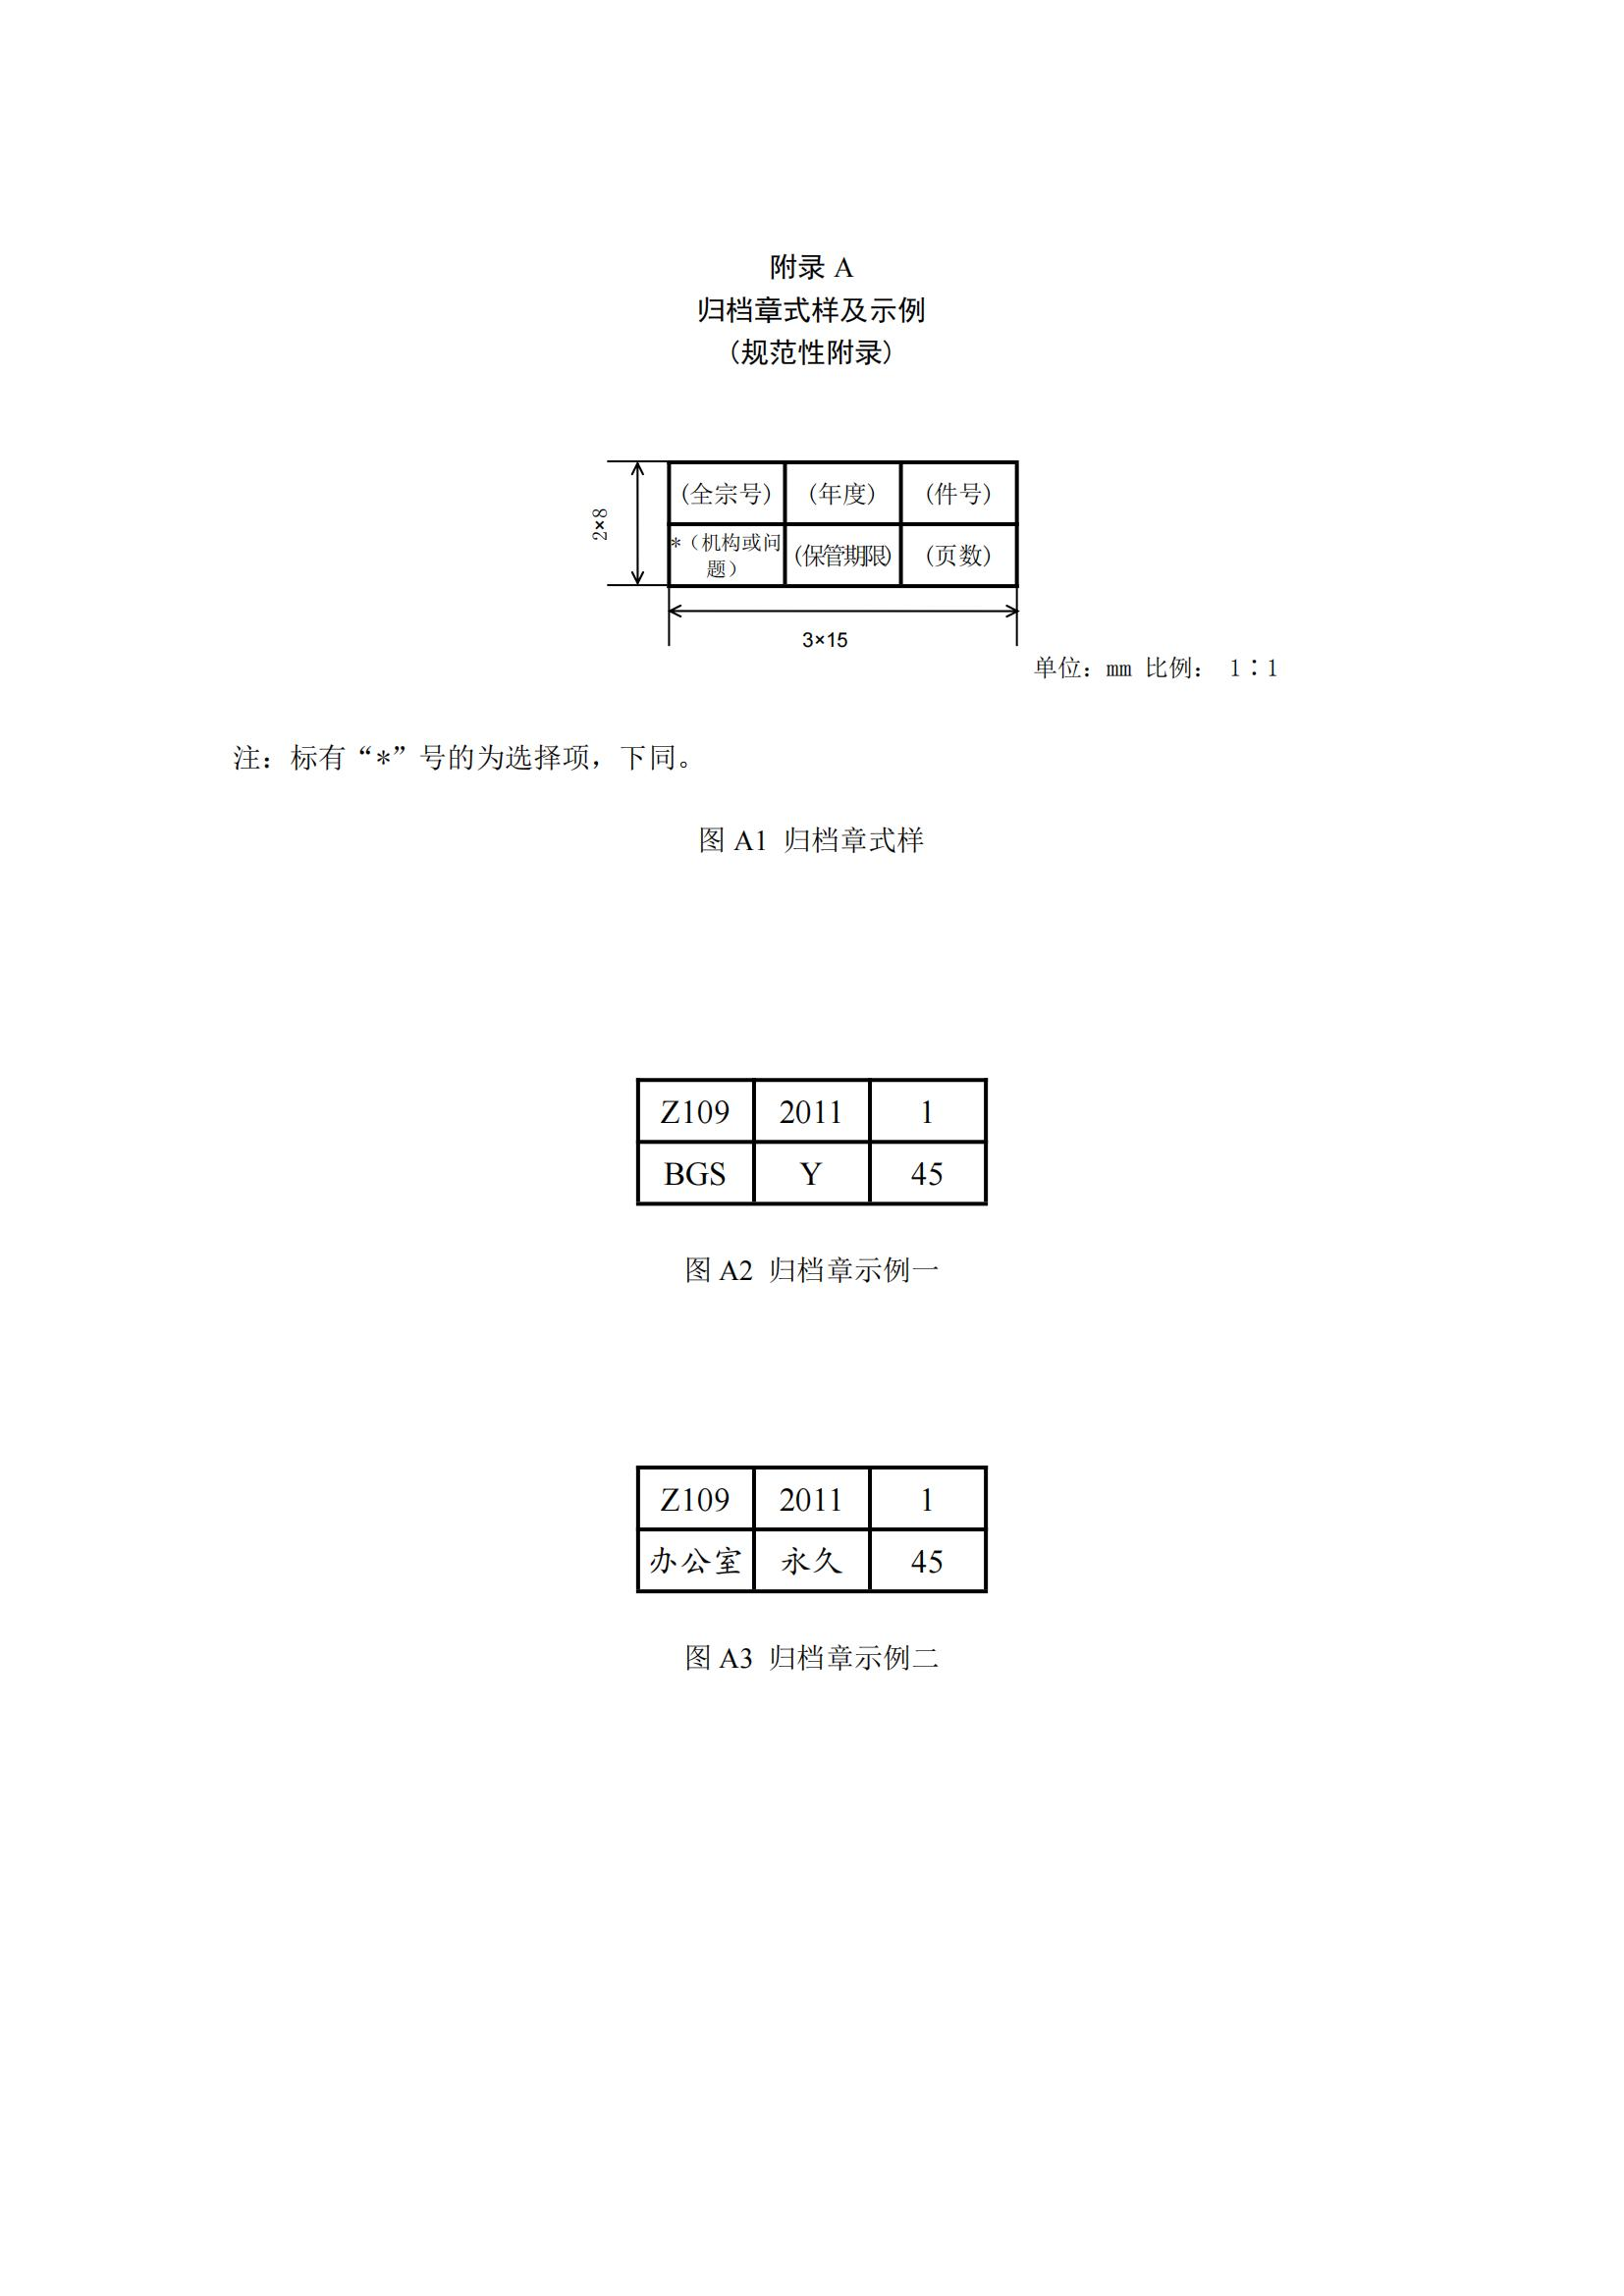 附录 A
归档章式样及示例
(规范性附录)
(全宗号) (年度) (件号)
2×8
*（机构或问
题） (保管期限) (页数)
3×15
单位：mm 比例： 1∶1
注：标有“*”号的为选择项，下同。
图 A1 归档章式样
Z109 2011 1
BGS Y 45
图 A2 归档章示例一
Z109 2011 1
办公室 永久 45
图 A3 归档章示例二